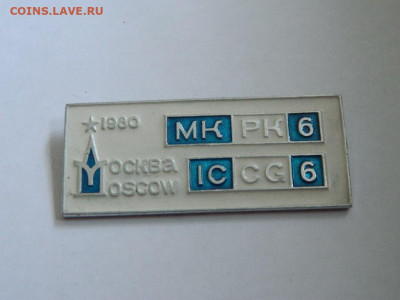 COINS.LAVE.RU
1980
МК РК 6
Москва
IC CG 6
Moscow